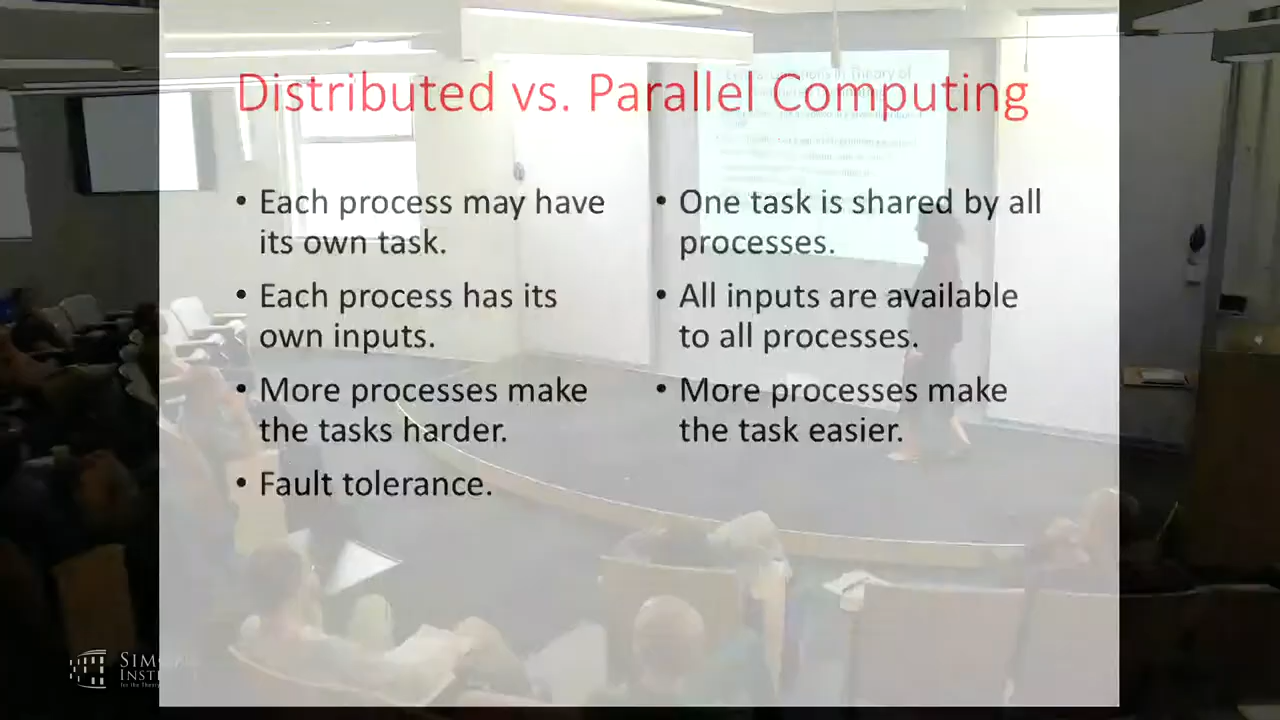 Distributed vs. Parallel Computing
• Each process may have
its own task.
• Each process has its
own inputs.
• More processes make
the tasks harder.
• Fault tolerance.
• One task is shared by all
processes.
• All inputs are available
to all processes.
• More processes make
the task easier.